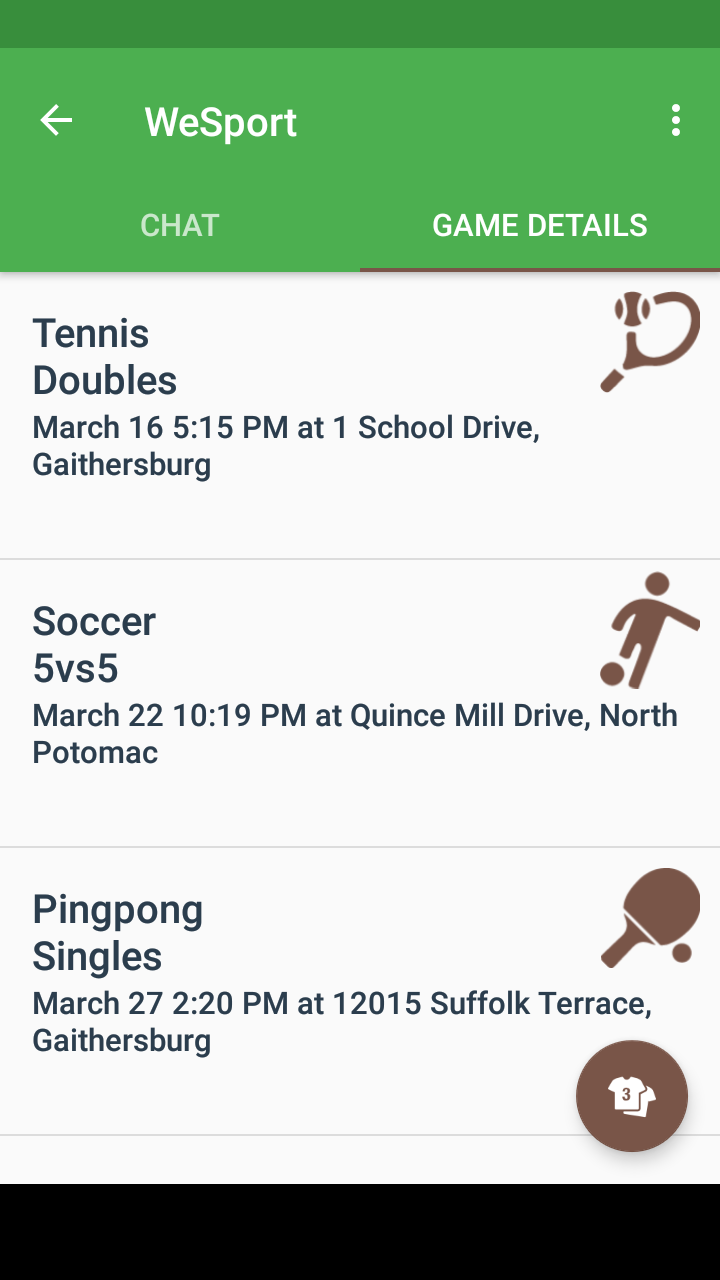 WeSport
CHAT
GAME DETAILS
Tennis
Doubles
March 16 5:15 PM at 1 School Drive,
Gaithersburg
Soccer
5vs5
March 22 10:19 PM at Quince Mill Drive, North
Potomac
Pingpong
Singles
March 27 2:20 PM at 12015 Suffolk Terrace,
Gaithersburg
3